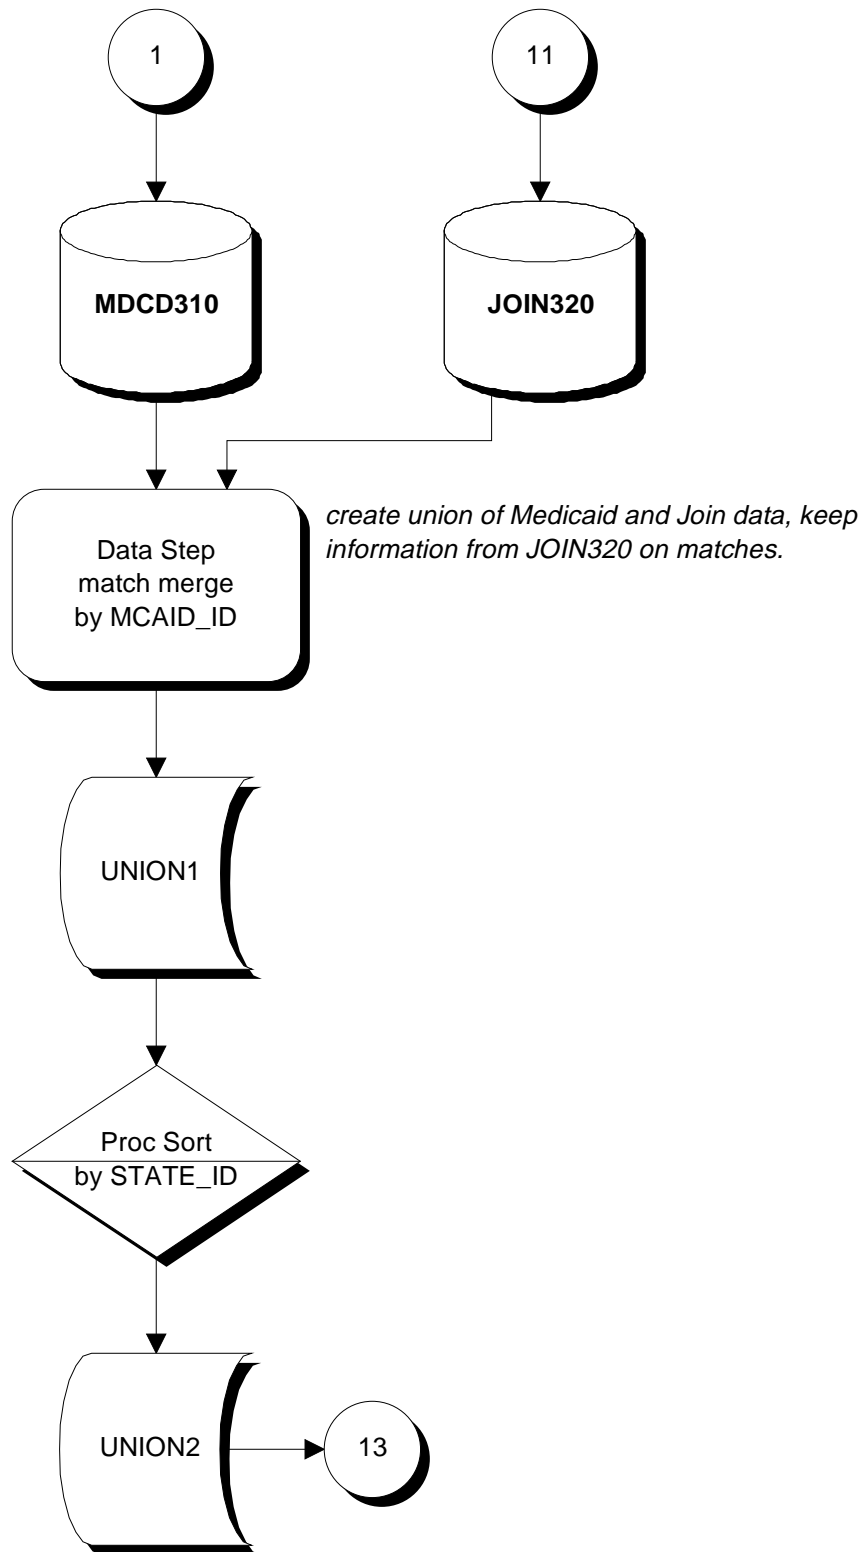 1
11
MDCD310
JOIN320
create union of Medicaid and Join data, keep
information from JOIN320 on matches.
Data Step
match merge
by MCAID_ID
UNION1
Proc Sort
by STATE_ID
UNION2
13